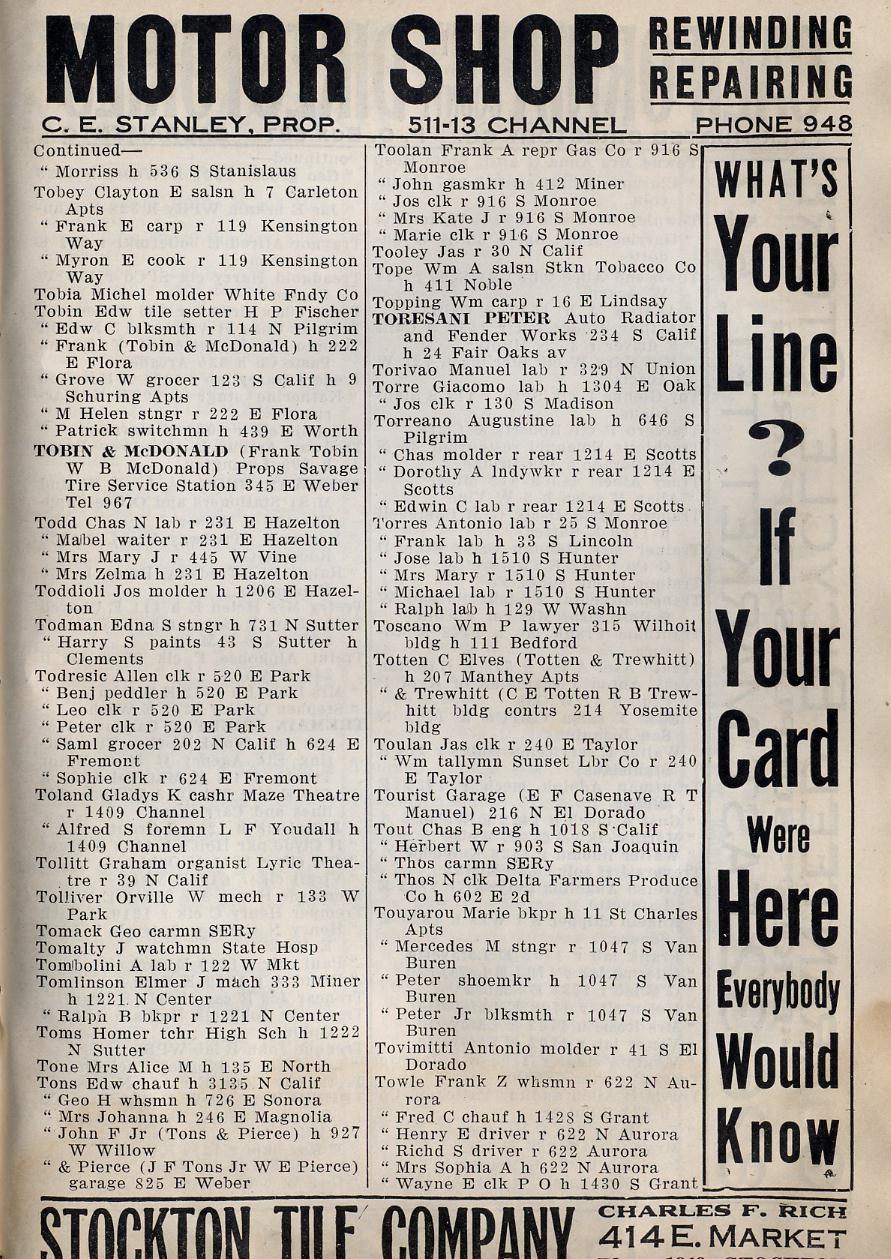 MOTOR SHOP
REWINDING
REPAIRING
C. E. STANLEY, PROP. 511-13 CHANNEL PHONE 948
Continued—
" Morriss h 536 S Stanislaus
Tobey Clayton E salsn h 7 Carleton
Apts
" Frank E carp r 119 Kensington
Way
" Myron E cook r 119 Kensington
Way
Tobia Michel molder White Fndy Co
Tobin Edw tile setter H P Fischer
" Edw C blksmth r 114 N Pilgrim
" Frank (Tobin & McDonald) h 222
E Flora
" Grove W grocer 123 S Calif h 9
Schuring Apts
" M Helen stngr r 222 E Flora
" Patrick switchmn h 439 E Worth
TOBIN & McDONALD (Frank Tobin
W B McDonald) Props Savage
Tire Service Station 345 E Weber
Tel 967
Todd Chas N lab r 231 E Hazelton
" Mabel waiter r 231 E Hazelton
" Mrs Mary J r 445 W Vine
" Mrs Zelma h 231 E Hazelton
Toddioli Jos molder h 1206 E Hazel-
ton
Todman Edna S stngr h 731 N Sutter
" Harry S paints 43 S Sutter h
Clements
Todresic Allen clk r 520 E Park
" Benj peddler h 520 E Park
" Leo clk r 520 E Park
" Peter clk r 520 E Park
" Saml grocer 202 N Calif h 624 E
Fremont
" Sophie clk r 624 E Fremont
Toland Gladys K cashr Maze Theatre
r 1409 Channel
" Alfred S foremn L F Youdall h
1409 Channel
Tollitt Graham organist Lyric Thea-
tre r 39 N Calif
Tolliver Orville W mech r 133 W
Park
Tomack Geo carmn SERy
Tomalty J watchmn State Hosp
Tombolini A lab r 122 W Mkt
Tomlinson Elmer J mach 333 Miner
h 1221 N Center
" Ralph B bkpr r 1221 N Center
Toms Homer tchr High Sch h 1222
N Sutter
Tone Mrs Alice M h 135 E North
Tons Edw chauf h 3135 N Calif
" Geo H whsmn h 726 E Sonora
" Mrs Johanna h 246 E Magnolia
" John F Jr (Tons & Pierce) h 927
W Willow
" & Pierce (J F Tons Jr W E Pierce)
garage 825 E Weber
Toolan Frank A repr Gas Co r 916 S
Monroe
" John gasmkr h 412 Miner
" Jos clk r 916 S Monroe
" Mrs Kate J r 916 S Monroe
" Marie clk r 916 S Monroe
Tooley Jas r 30 N Calif
Tope Wm A salsn Stkn Tobacco Co
h 411 Noble
Topping Wm carp r 16 E Lindsay
TORESANI PETER Auto Radiator
and Fender Works 234 S Calif
h 24 Fair Oaks av
Torivao Manuel lab r 329 N Union
Torre Giacomo lab h 1304 E Oak
" Jos clk r 130 S Madison
Torreano Augustine lab h 646 S
Pilgrim
" Chas molder r rear 1214 E Scotts
" Dorothy A lndywkr r rear 1214 E
Scotts
" Edwin C lab r rear 1214 E Scotts
Torres Antonio lab r 25 S Monroe
" Frank lab h 33 S Lincoln
" Jose lab h 1510 S Hunter
" Mrs Mary r 1510 S Hunter
" Michael lab r 1510 S Hunter
" Ralph lab h 129 W Washn
Toscano Wm P lawyer 315 Wilhoit
bldg h 111 Bedford
Totten C Elves (Totten & Trewhitt)
h 207 Manthey Apts
" & Trewhitt (C E Totten R B Trew-
hitt bldg contrs 214 Yosemite
bldg
Toulan Jas clk r 240 E Taylor
" Wm tallymn Sunset Lbr Co r 240
E Taylor
Tourist Garage (E F Casenave R T
Manuel) 216 N El Dorado
Tout Chas B eng h 1018 S Calif
" Herbert W r 903 S San Joaquin
" Thos carmn SERy
" Thos N clk Delta Farmers Produce
Co h 602 E 2d
Touyarou Marie bkpr h 11 St Charles
Apts
" Mercedes M stngr r 1047 S Van
Buren
" Peter shoemkr h 1047 S Van
Buren
" Peter Jr blksmth r 1047 S Van
Buren
Tovimitti Antonio molder r 41 S El
Dorado
Towle Frank Z whsmn r 622 N Au-
rora
" Fred C chauf h 1428 S Grant
" Henry E driver r 622 N Aurora
" Richd S driver r 622 Aurora
" Mrs Sophia A h 622 N Aurora
" Wayne E clk P O h 1430 S Grant
WHAT'S
Your
Line
?
If
Your
Card
Were
Here
Everybody
Would
Know
STOCKTON TILE COMPANY
CHARLES F. RICH
414 E. MARKET